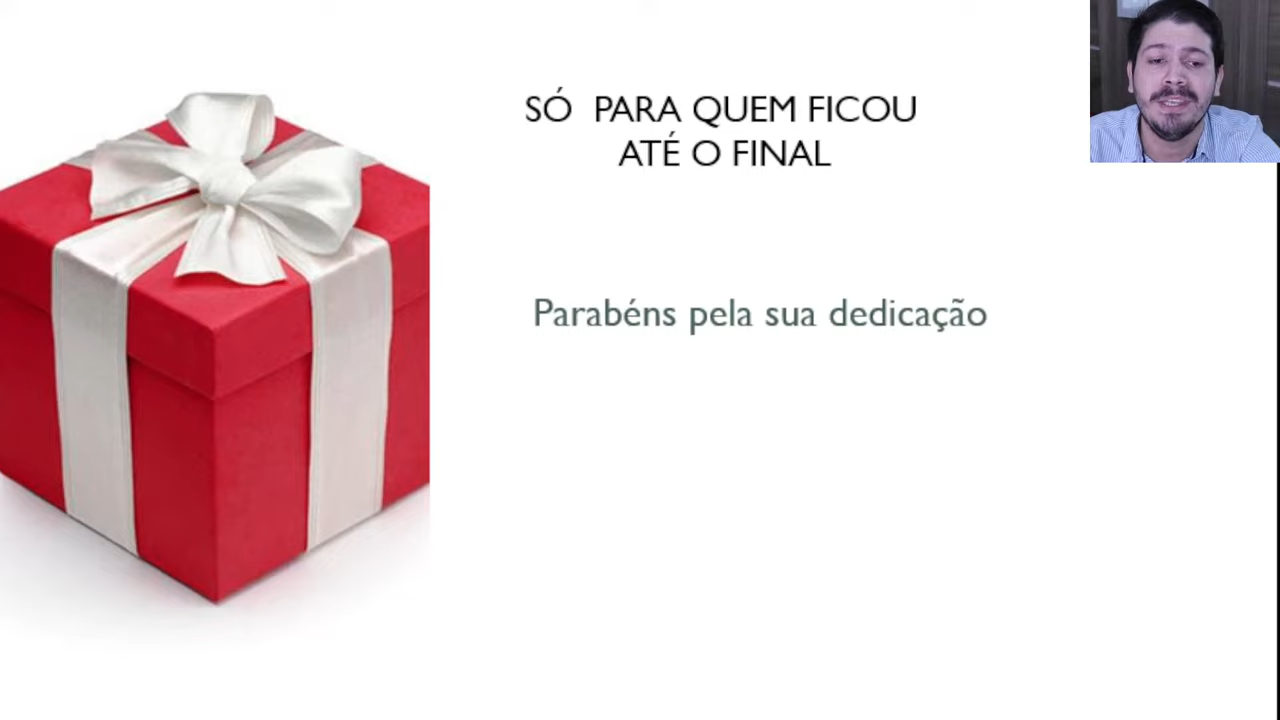 SÓ PARA QUEM FICOU
ATÉ O FINAL
Parabéns pela sua dedicação